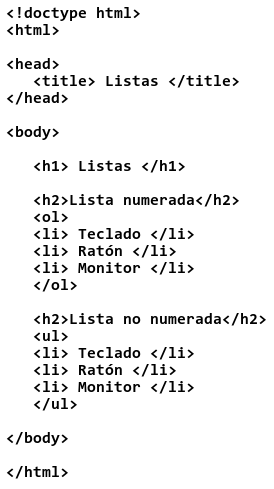 <!doctype html>
<html>
<head>
<title> Listas </title>
</head>
<body>
<h1> Listas </h1>
<h2>Lista numerada</h2>
<ol>
<li> Teclado </li>
<li> Ratón </li>
<li> Monitor </li>
</ol>
<h2>Lista no numerada</h2>
<ul>
<li> Teclado </li>
<li> Ratón </li>
<li> Monitor </li>
</ul>
</body>
</html>